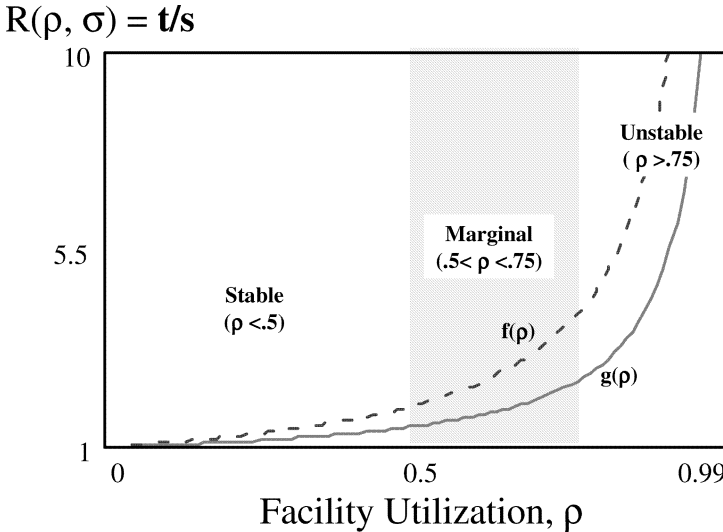 R(ρ, σ) = t/s
10
Unstable
( ρ >.75)
Marginal
(.5< ρ <.75)
5.5
Stable
(ρ <.5)
f(ρ)
g(ρ)
1
0
0.5
0.99
Facility Utilization, ρ